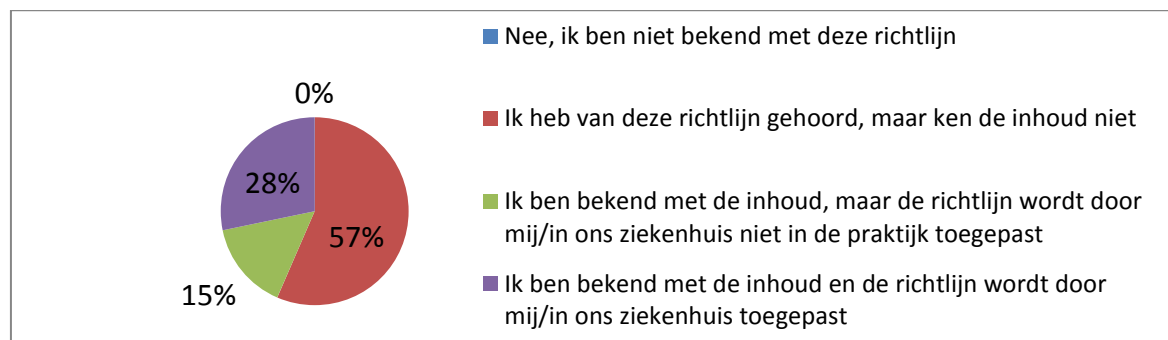 0%
28%
57%
15%
Nee, ik ben niet bekend met deze richtlijn
Ik heb van deze richtlijn gehoord, maar ken de inhoud niet
Ik ben bekend met de inhoud, maar de richtlijn wordt door
mij/in ons ziekenhuis niet in de praktijk toegepast
Ik ben bekend met de inhoud en de richtlijn wordt door
mij/in ons ziekenhuis toegepast